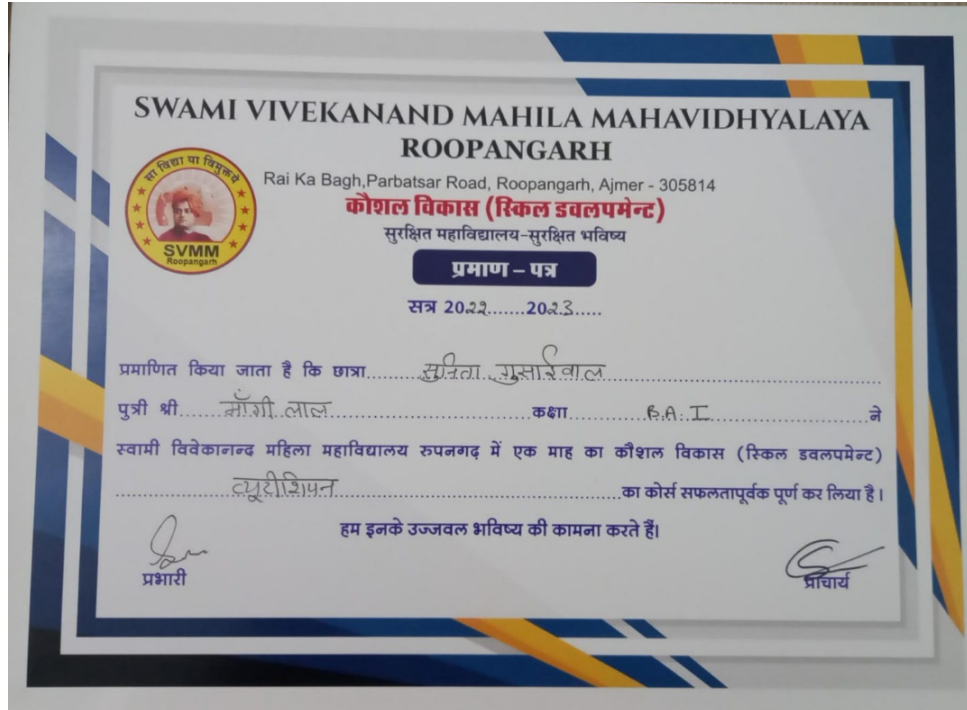 SWAMI VIVEKANAND MAHILA MAHAVIDHYALAYA
ROOPANGARH
सा विद्या या विमुक्तये
SVMM
Roopangarh
Rai Ka Bagh,Parbatsar Road, Roopangarh, Ajmer - 305814
कौशल विकास (स्किल डवलपमेन्ट)
सुरक्षित महाविद्यालय-सुरक्षित भविष्य
प्रमाण – पत्र
सत्र 2022.......2023.....
प्रमाणित किया जाता है कि छात्रा.........सुनिता गुसाईवाल
पुत्री श्री......माँगी लाल.........कक्षा.........B.A. I.........ने
स्वामी विवेकानन्द महिला महाविद्यालय रुपनगढ़ में एक माह का कौशल विकास (स्किल डवलपमेन्ट)
.........ब्यूटीशियन.........का कोर्स सफलतापूर्वक पूर्ण कर लिया है।
हम इनके उज्जवल भविष्य की कामना करते हैं।
प्रभारी
प्राचार्य